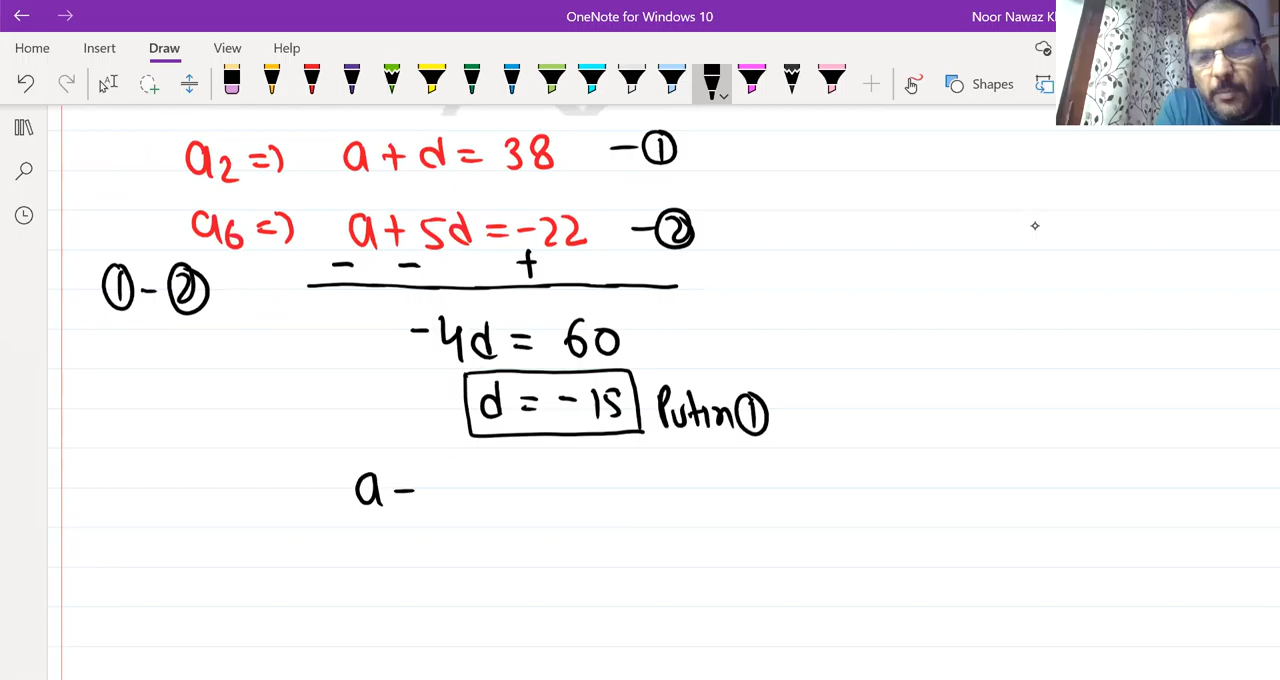 OneNote for Windows 10
Noor Nawaz Kh
Home Insert Draw View Help
Shapes
a2 => a + d = 38 - ①
a6 => a + 5d = -22 - ②
- - +
① - ②
-4d = 60
d = -15 Put in ①
a -